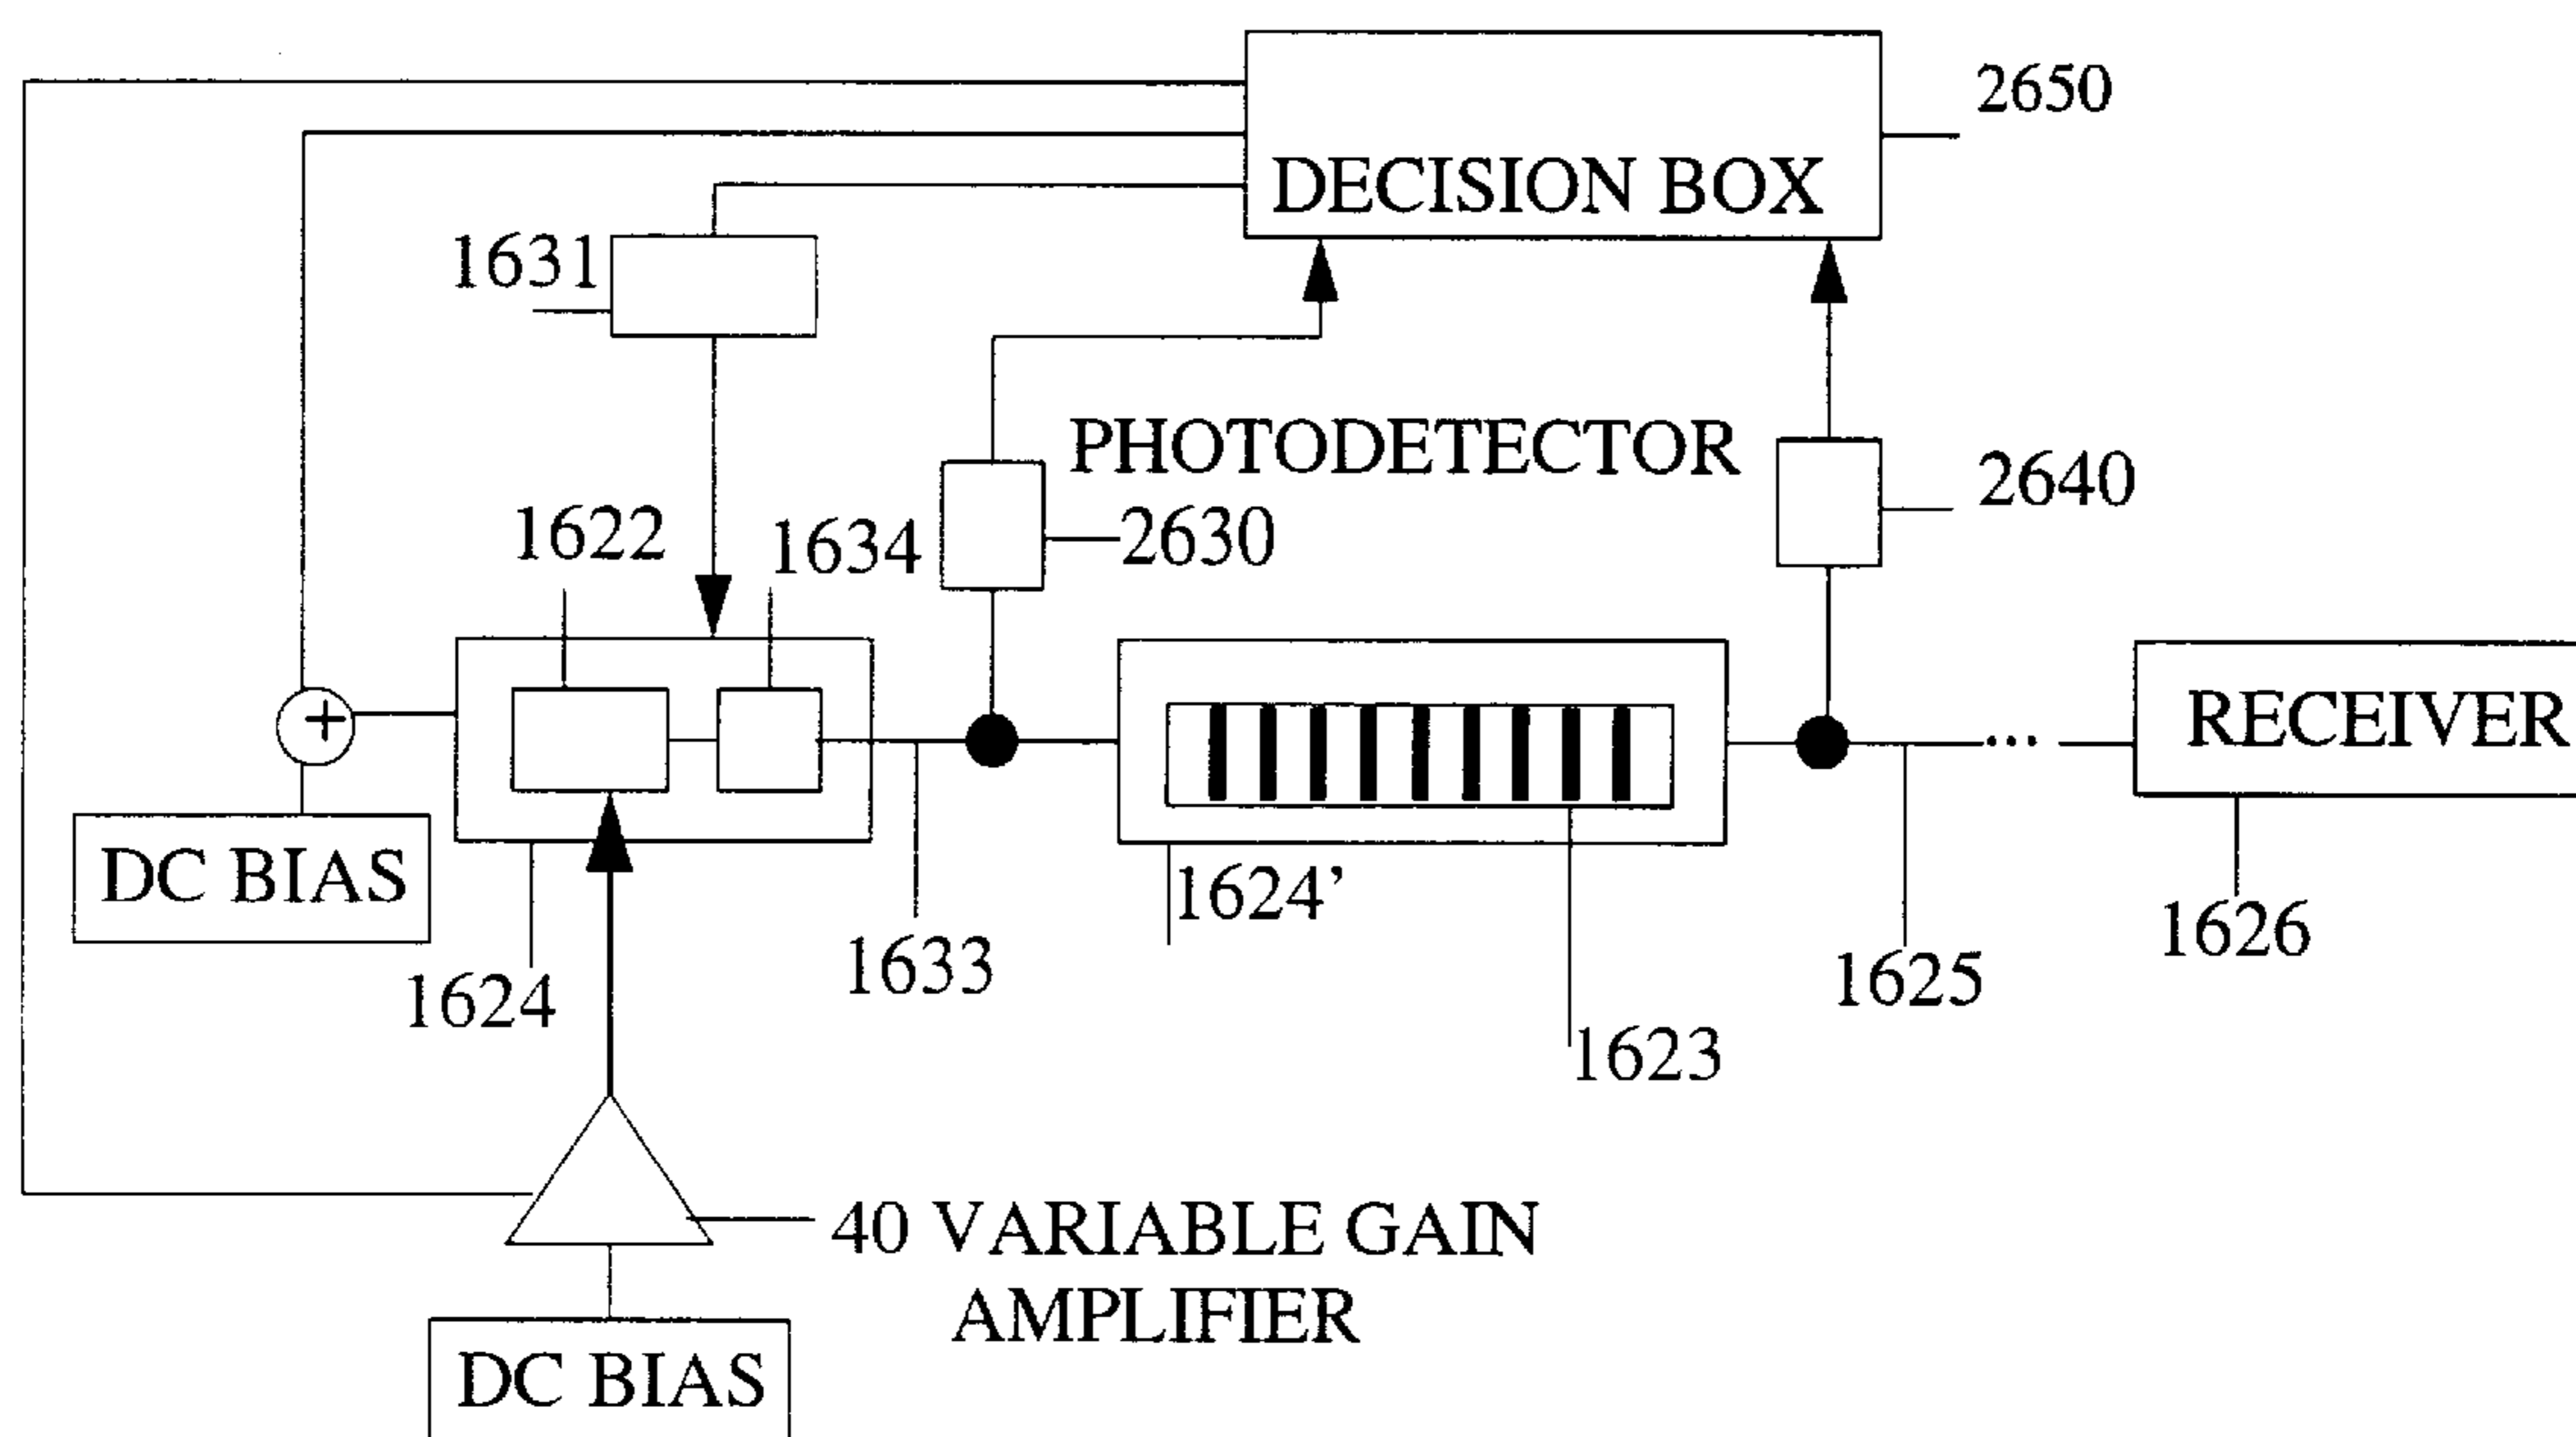 2650
DECISION BOX
1631
PHOTODETECTOR
2640
1622
1634
2630
RECEIVER
DC BIAS
1624’
1626
1624
1633
1625
1623
40 VARIABLE GAIN
AMPLIFIER
DC BIAS